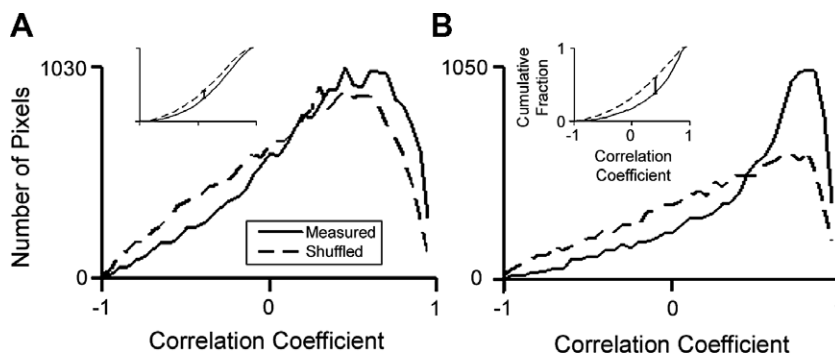 A
B
1030
Number of Pixels
0
-1
0
1
Correlation Coefficient
Measured
Shuffled
1050
0
-1
0
Correlation Coefficient
Cumulative
Fraction
1
0
-1
0
1
Correlation
Coefficient